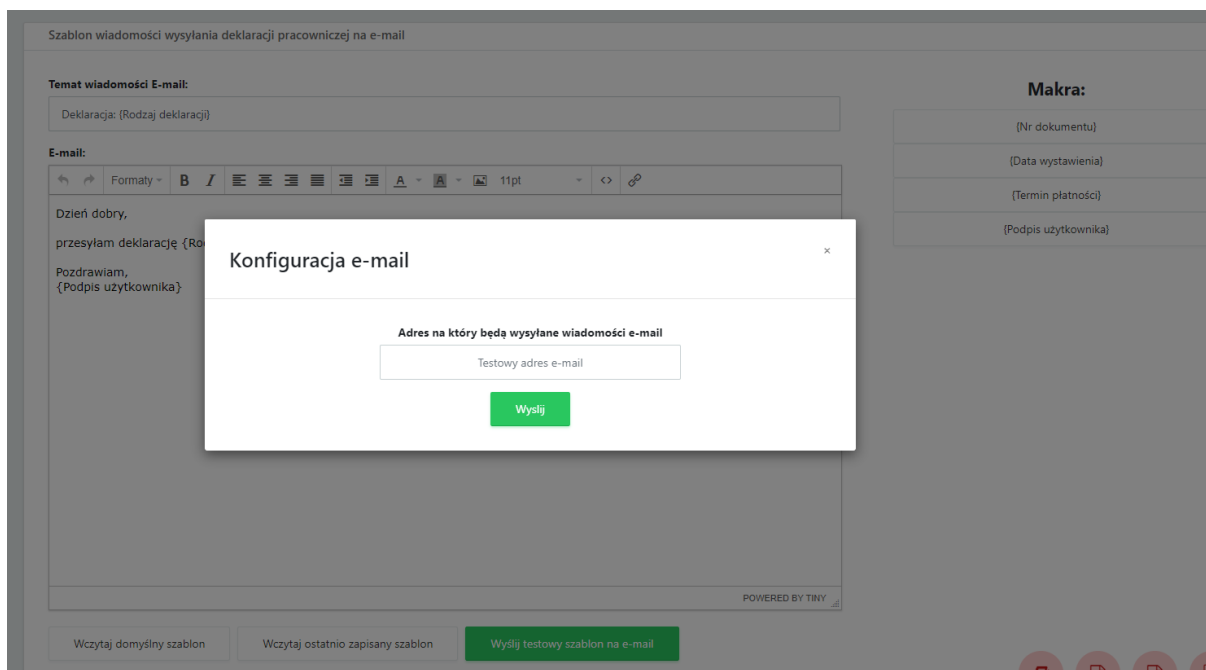 Szablon wiadomości wysyłania deklaracji pracowniczej na e-mail
Temat wiadomości E-mail:
Deklaracja: {Rodzaj deklaracji}
E-mail:
Formaty
B I
A
A
11pt
Dzień dobry,
przesyłam deklarację {Ro
Pozdrawiam,
{Podpis użytkownika}
Konfiguracja e-mail
×
Adres na który będą wysyłane wiadomości e-mail
Testowy adres e-mail
Wyslij
POWERED BY TINY
Wczytaj domyślny szablon
Wczytaj ostatnio zapisany szablon
Wyślij testowy szablon na e-mail
Makra:
{Nr dokumentu}
{Data wystawienia}
{Termin płatności}
{Podpis użytkownika}